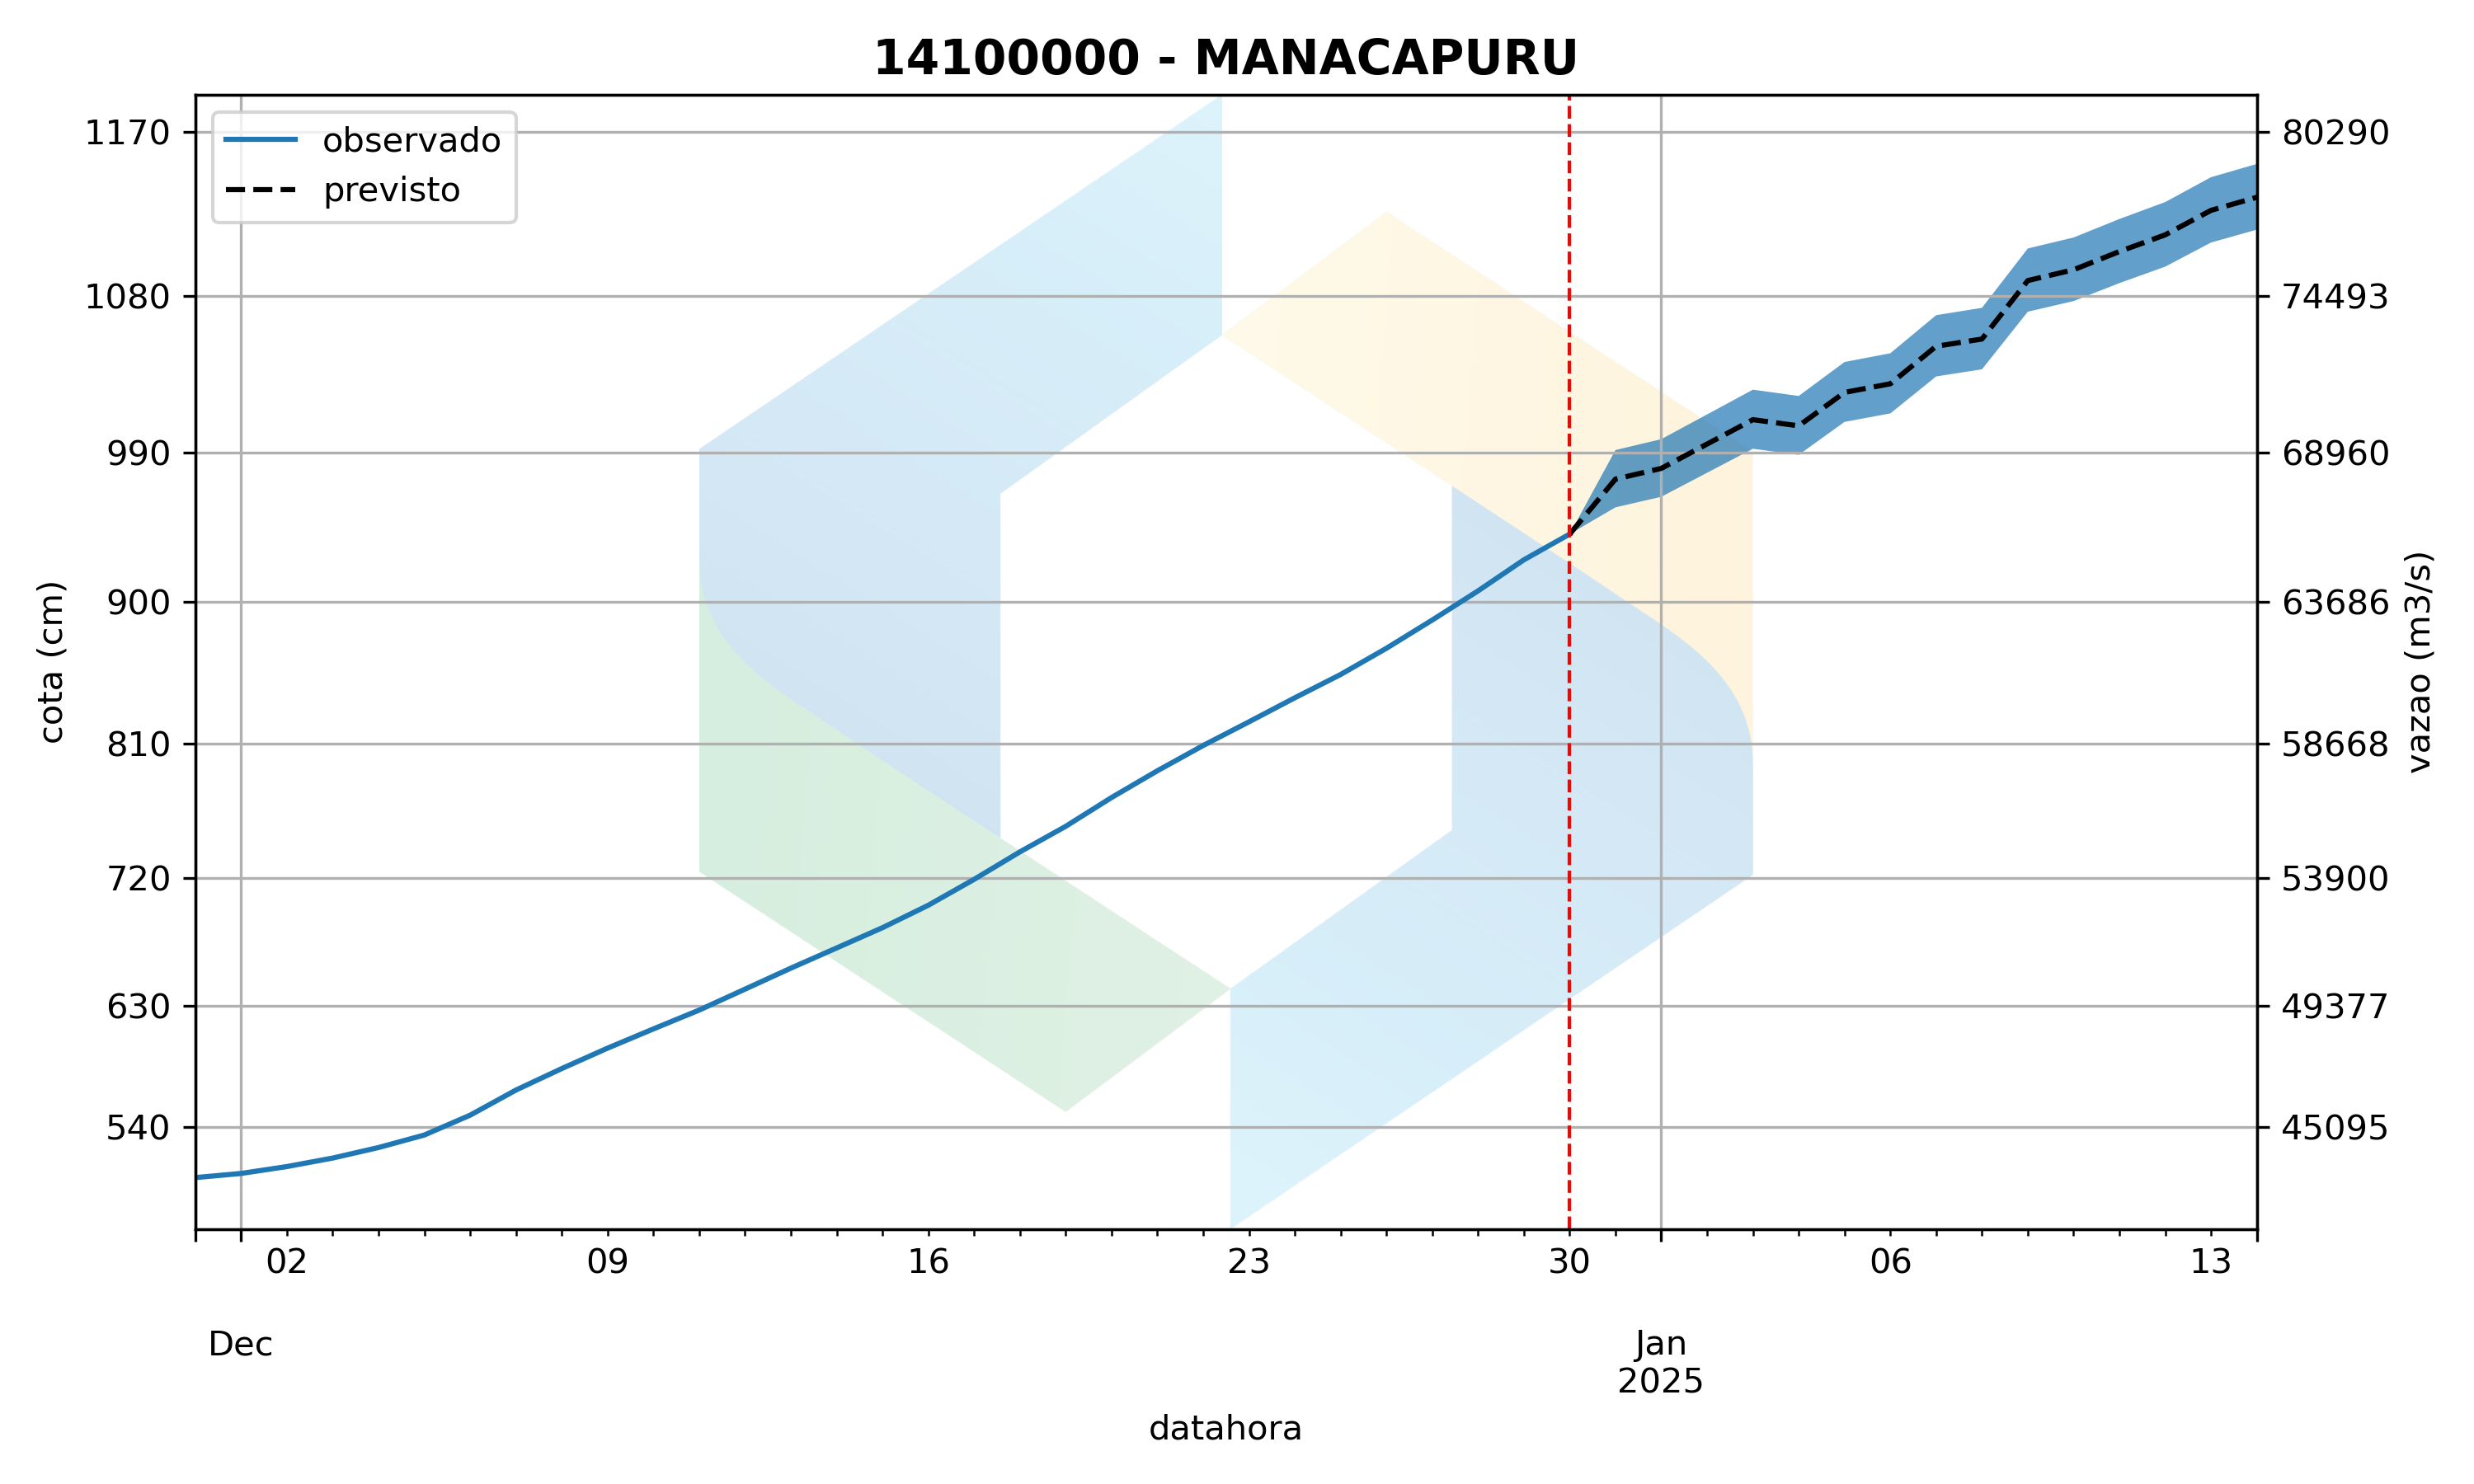 14100000 - MANACAPURU
observado
previsto
1170
1080
990
900
810
720
630
540
cota (cm)
80290
74493
68960
63686
58668
53900
49377
45095
vazao (m3/s)
02 09 16 23 30 06 13
Dec Jan
2025
datahora